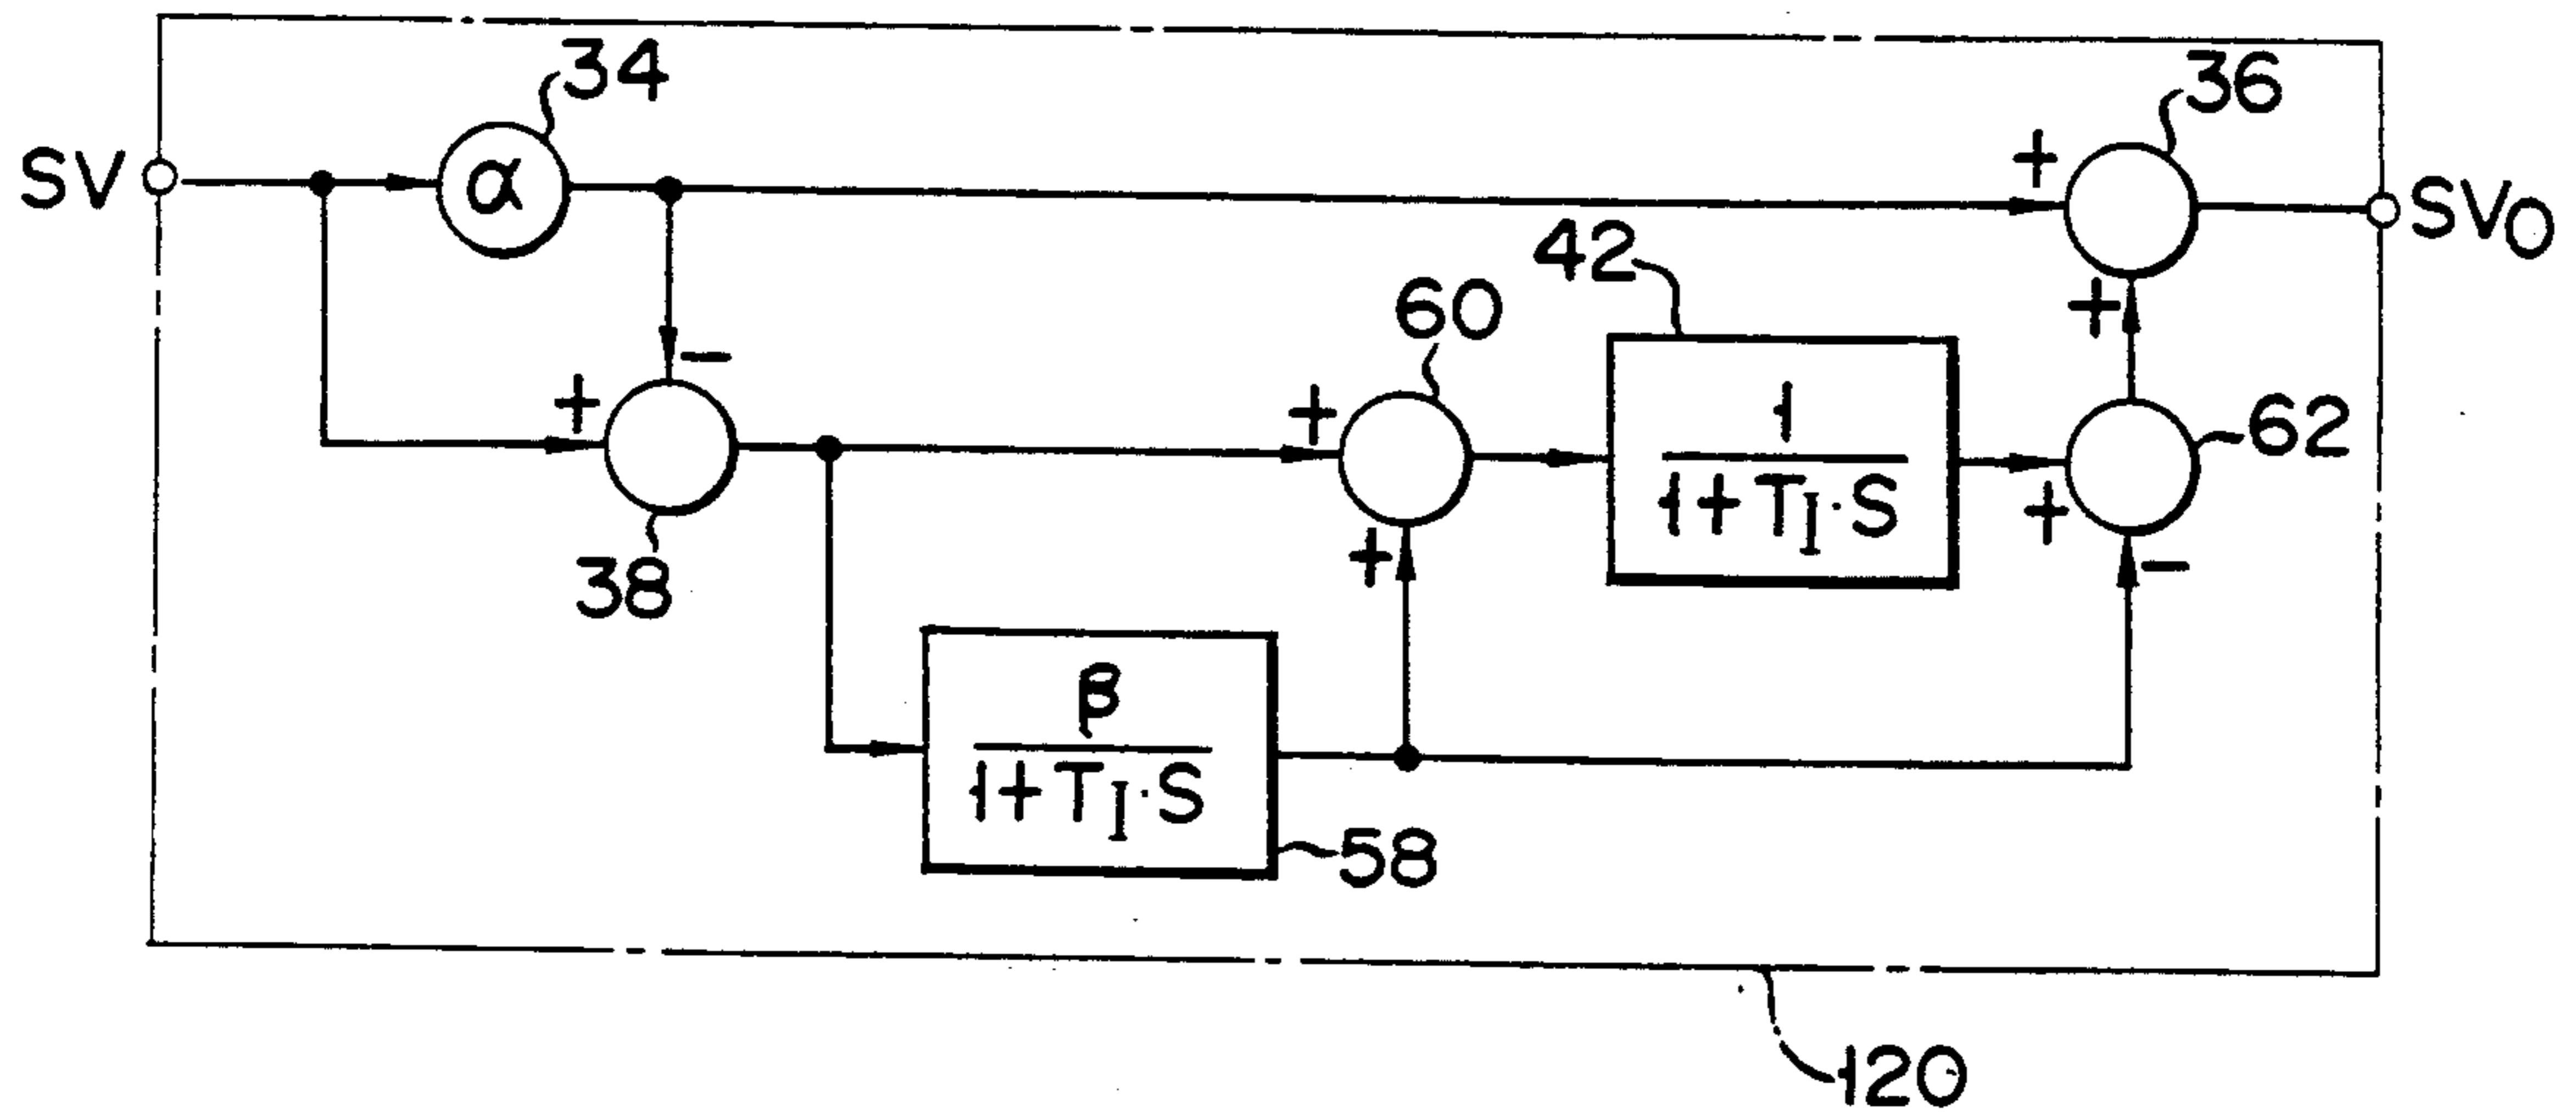 34
36
SV
α
+
SV0
42
60
+
−
+
+
1
1+TI·S
62
+
−
+
38
β
1+TI·S
58
120